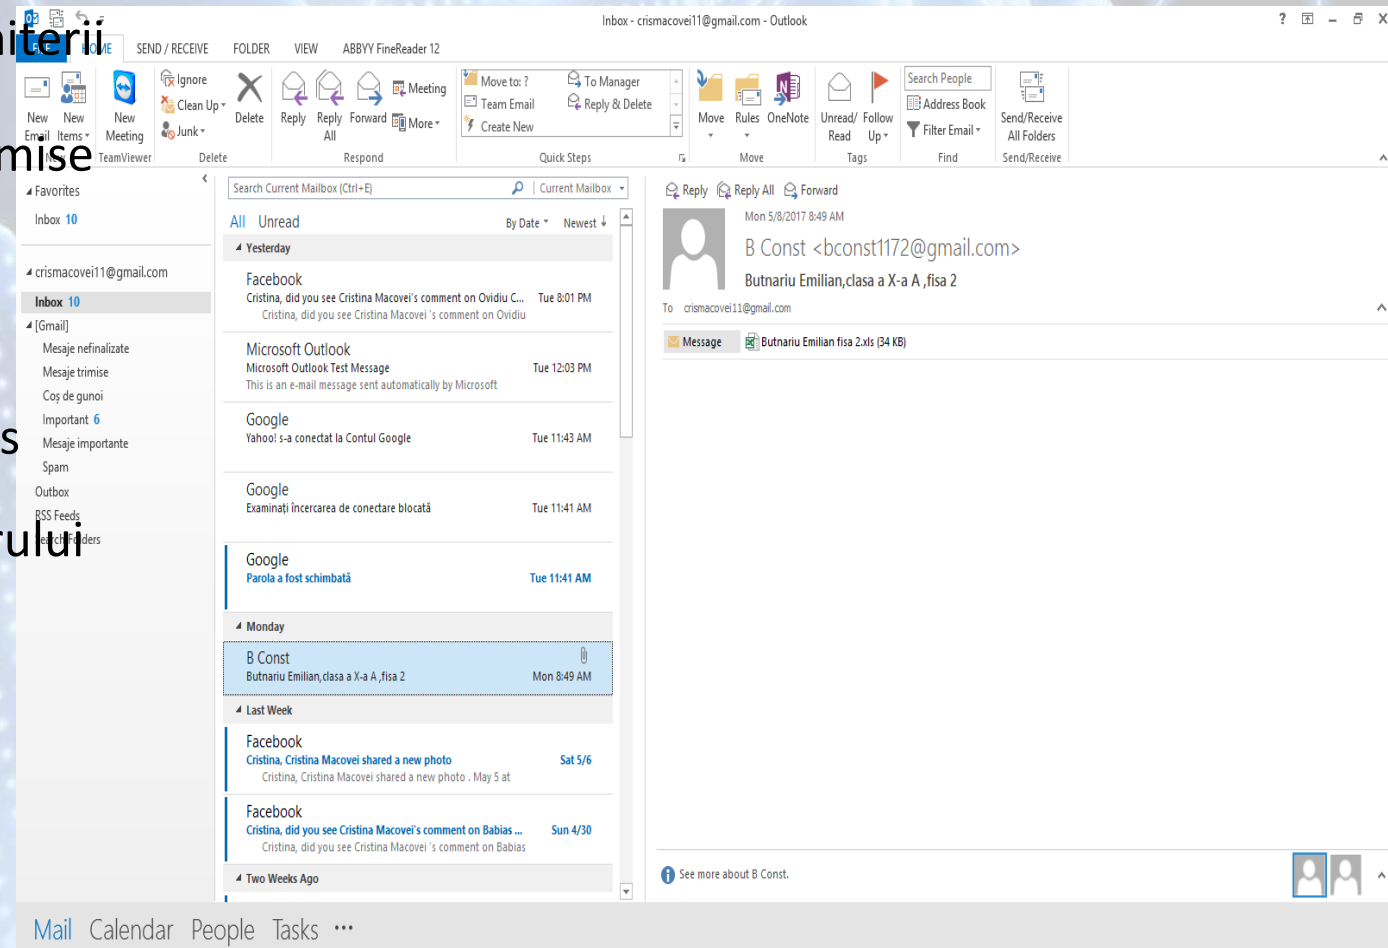 Inbox - crismacovei11@gmail.com - Outlook
niterii
HOME SEND / RECEIVE FOLDER VIEW ABBYY FineReader 12
New Email
New Items
New Meeting
Ignore
Clean Up
Junk
Delete
Reply
Reply All
Forward
Meeting
More
Move to: ?
Team Email
Create New
To Manager
Reply & Delete
Move
Rules
OneNote
Unread/ Read
Follow Up
Search People
Address Book
Filter Email
Send/Receive All Folders
mise
New TeamViewer Delete Respond Quick Steps Move Tags Find Send/Receive
Favorites
Inbox 10
crismacovei11@gmail.com
Inbox 10
[Gmail]
Mesaje nefinalizate
Mesaje trimise
Coș de gunoi
Important 6
s
Mesaje importante
Spam
Outbox
RSS Feeds
Search Folders
rului
Search Current Mailbox (Ctrl+E) Current Mailbox
All Unread By Date Newest
Yesterday
Facebook
Cristina, did you see Cristina Macovei's comment on Ovidiu C... Tue 8:01 PM
Cristina, did you see Cristina Macovei 's comment on Ovidiu
Microsoft Outlook
Microsoft Outlook Test Message Tue 12:03 PM
This is an e-mail message sent automatically by Microsoft
Google
Yahoo! s-a conectat la Contul Google Tue 11:43 AM
Google
Examinați încercarea de conectare blocată Tue 11:41 AM
Google
Parola a fost schimbată Tue 11:41 AM
Monday
B Const
Butnariu Emilian,clasa a X-a A ,fisa 2 Mon 8:49 AM
Last Week
Facebook
Cristina, Cristina Macovei shared a new photo Sat 5/6
Cristina, Cristina Macovei shared a new photo . May 5 at
Facebook
Cristina, did you see Cristina Macovei's comment on Babias ... Sun 4/30
Cristina, did you see Cristina Macovei 's comment on Babias
Two Weeks Ago
Reply Reply All Forward
Mon 5/8/2017 8:49 AM
B Const <bconst1172@gmail.com>
Butnariu Emilian,clasa a X-a A ,fisa 2
To crismacovei11@gmail.com
Message Butnariu Emilian fisa 2.xls (34 KB)
See more about B Const.
Mail Calendar People Tasks ···